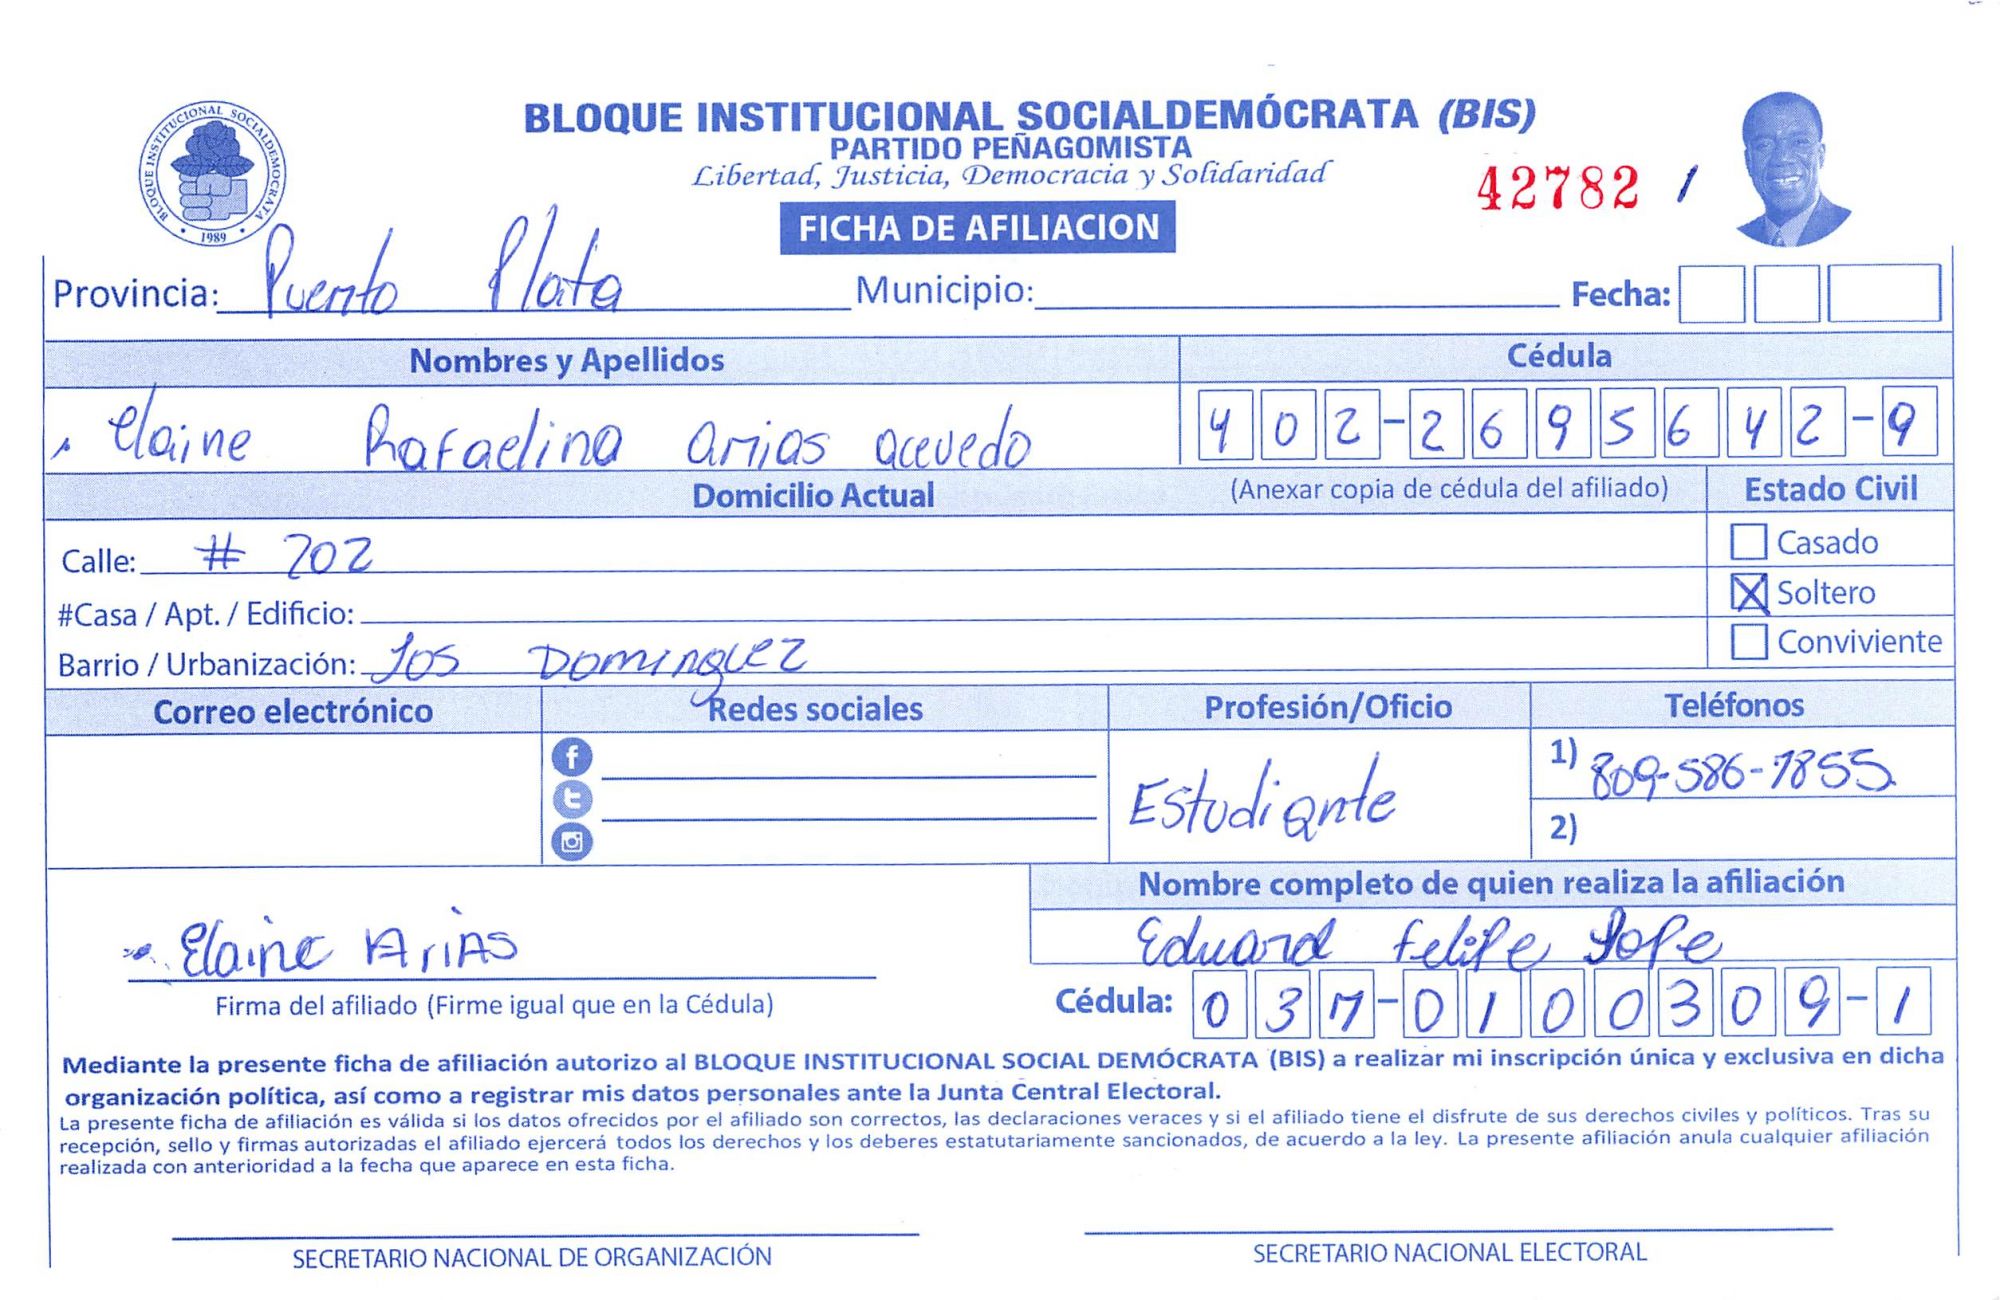 BLOQUE INSTITUCIONAL SOCIALDEMÓCRATA (BIS)
PARTIDO PEÑAGOMISTA
Libertad, Justicia, Democracia y Solidaridad
42782 /
BLOQUE INSTITUCIONAL SOCIALDEMOCRATA
• 1989 •
FICHA DE AFILIACION
Provincia: Puerto Plata Municipio: Fecha:
Nombres y Apellidos Cédula
Elaine Rafaelina Arias acevedo 402-2695642-9
Domicilio Actual (Anexar copia de cédula del afiliado) Estado Civil
Calle: # 202 Casado
#Casa / Apt. / Edificio: X Soltero
Barrio / Urbanización: Los Dominguez Conviviente
Correo electrónico Redes sociales Profesión/Oficio Teléfonos
Estudiante 1) 809-586-7855
2)
Nombre completo de quien realiza la afiliación
Elaine Arias Eduard Felipe
Firma del afiliado (Firme igual que en la Cédula) Cédula: 037-0100309-1
Mediante la presente ficha de afiliación autorizo al BLOQUE INSTITUCIONAL SOCIAL DEMÓCRATA (BIS) a realizar mi inscripción única y exclusiva en dicha
organización política, así como a registrar mis datos personales ante la Junta Central Electoral.
La presente ficha de afiliación es válida si los datos ofrecidos por el afiliado son correctos, las declaraciones veraces y si el afiliado tiene el disfrute de sus derechos civiles y políticos. Tras su
recepción, sello y firmas autorizadas el afiliado ejercerá todos los derechos y los deberes estatutariamente sancionados, de acuerdo a la ley. La presente afiliación anula cualquier afiliación
realizada con anterioridad a la fecha que aparece en esta ficha.
SECRETARIO NACIONAL DE ORGANIZACIÓN SECRETARIO NACIONAL ELECTORAL